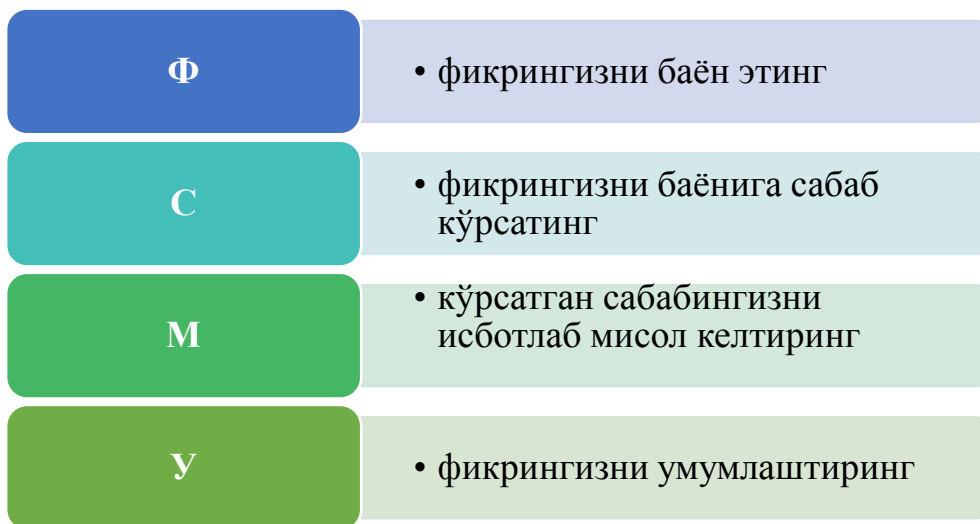 Ф
• фикрингизни баён этинг
С
• фикрингизни баёнига сабаб
кўрсатинг
М
• кўрсатган сабабингизни
исботлаб мисол келтиринг
У
• фикрингизни умумлаштиринг